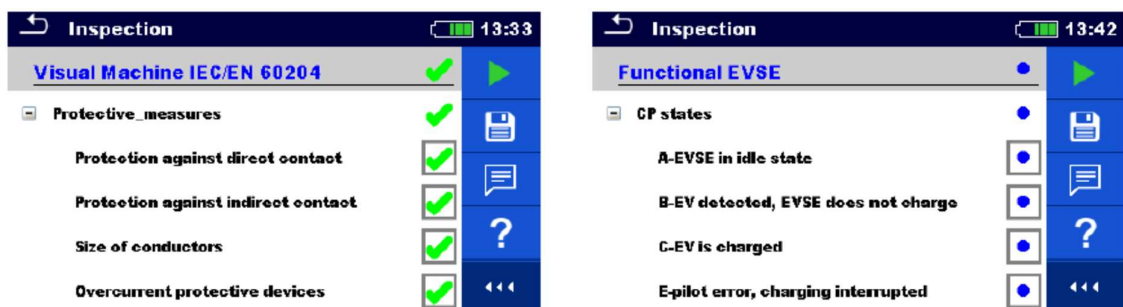 Inspection 13:33
Visual Machine IEC/EN 60204
Protective_measures
Protection against direct contact
Protection against indirect contact
Size of conductors
Overcurrent protective devices
?
Inspection 13:42
Functional EVSE
CP states
A-EVSE in idle state
B-EV detected, EVSE does not charge
C-EV is charged
E-pilot error, charging interrupted
?